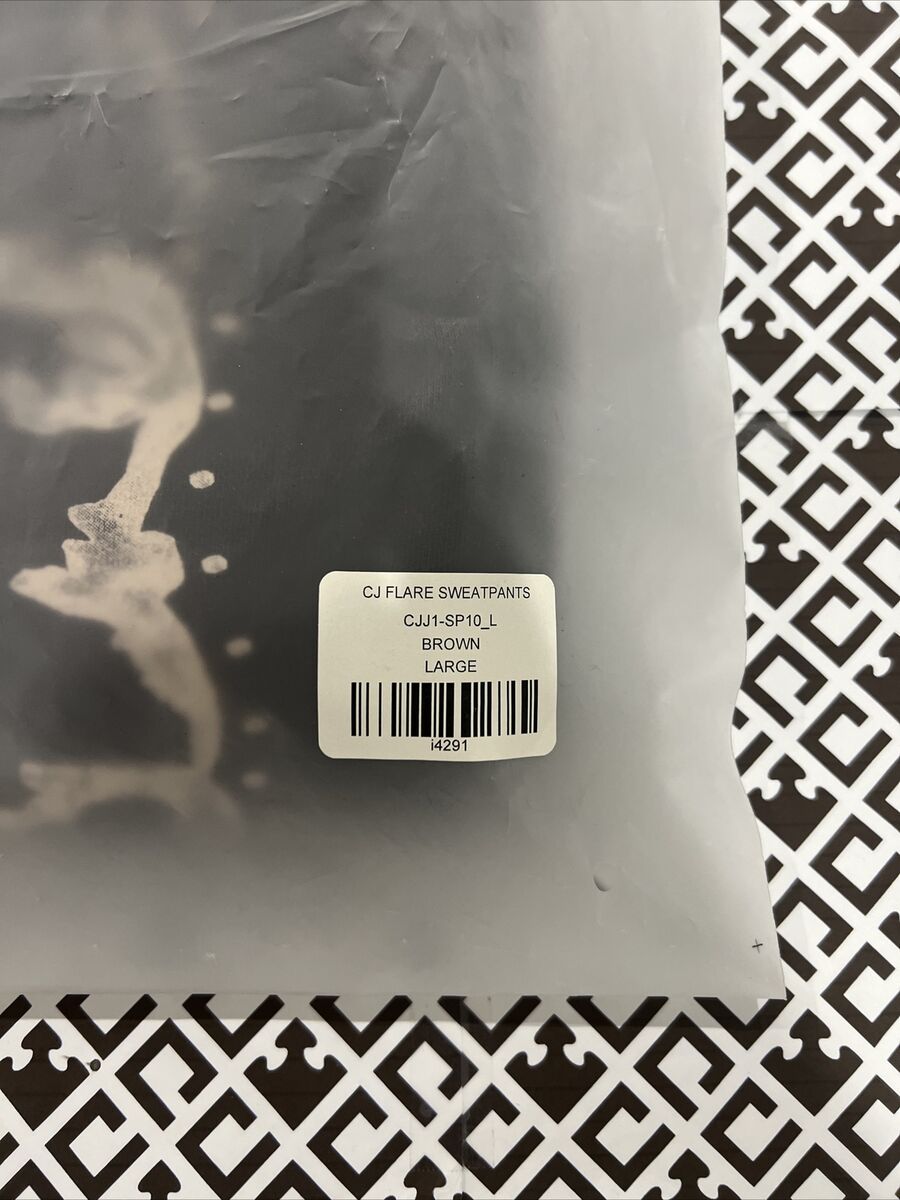 CJ FLARE SWEATPANTS
CJJ1-SP10_L
BROWN
LARGE
i4291